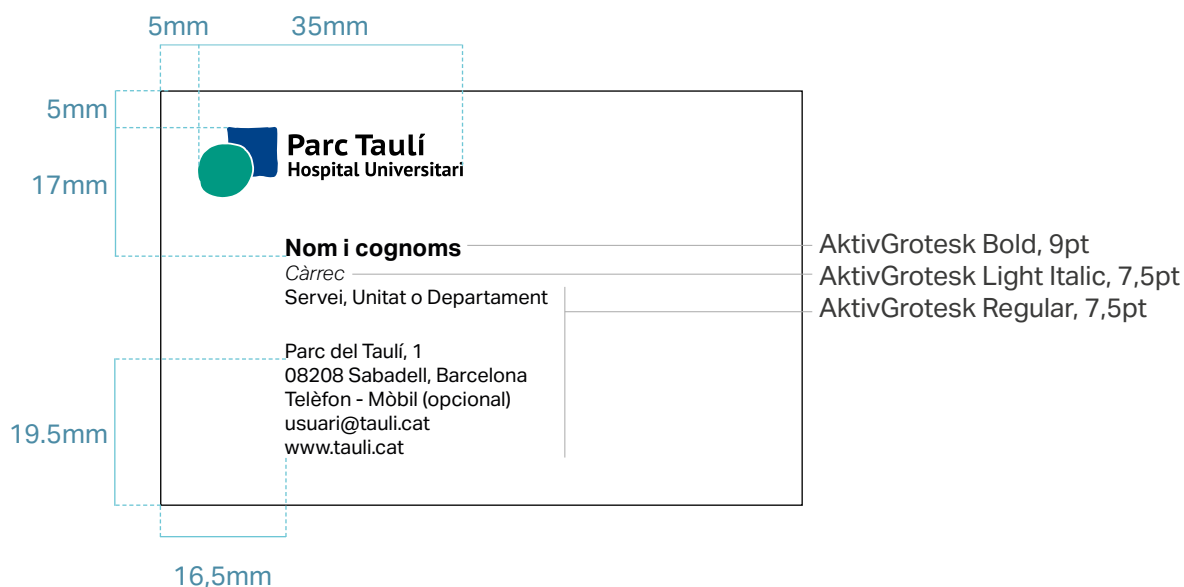 5mm 35mm
5mm
17mm
Parc Taulí
Hospital Universitari
Nom i cognoms
AktivGrotesk Bold, 9pt
Càrrec
AktivGrotesk Light Italic, 7,5pt
Servei, Unitat o Departament
AktivGrotesk Regular, 7,5pt
Parc del Taulí, 1
08208 Sabadell, Barcelona
Telèfon - Mòbil (opcional)
usuari@tauli.cat
www.tauli.cat
19.5mm
16,5mm